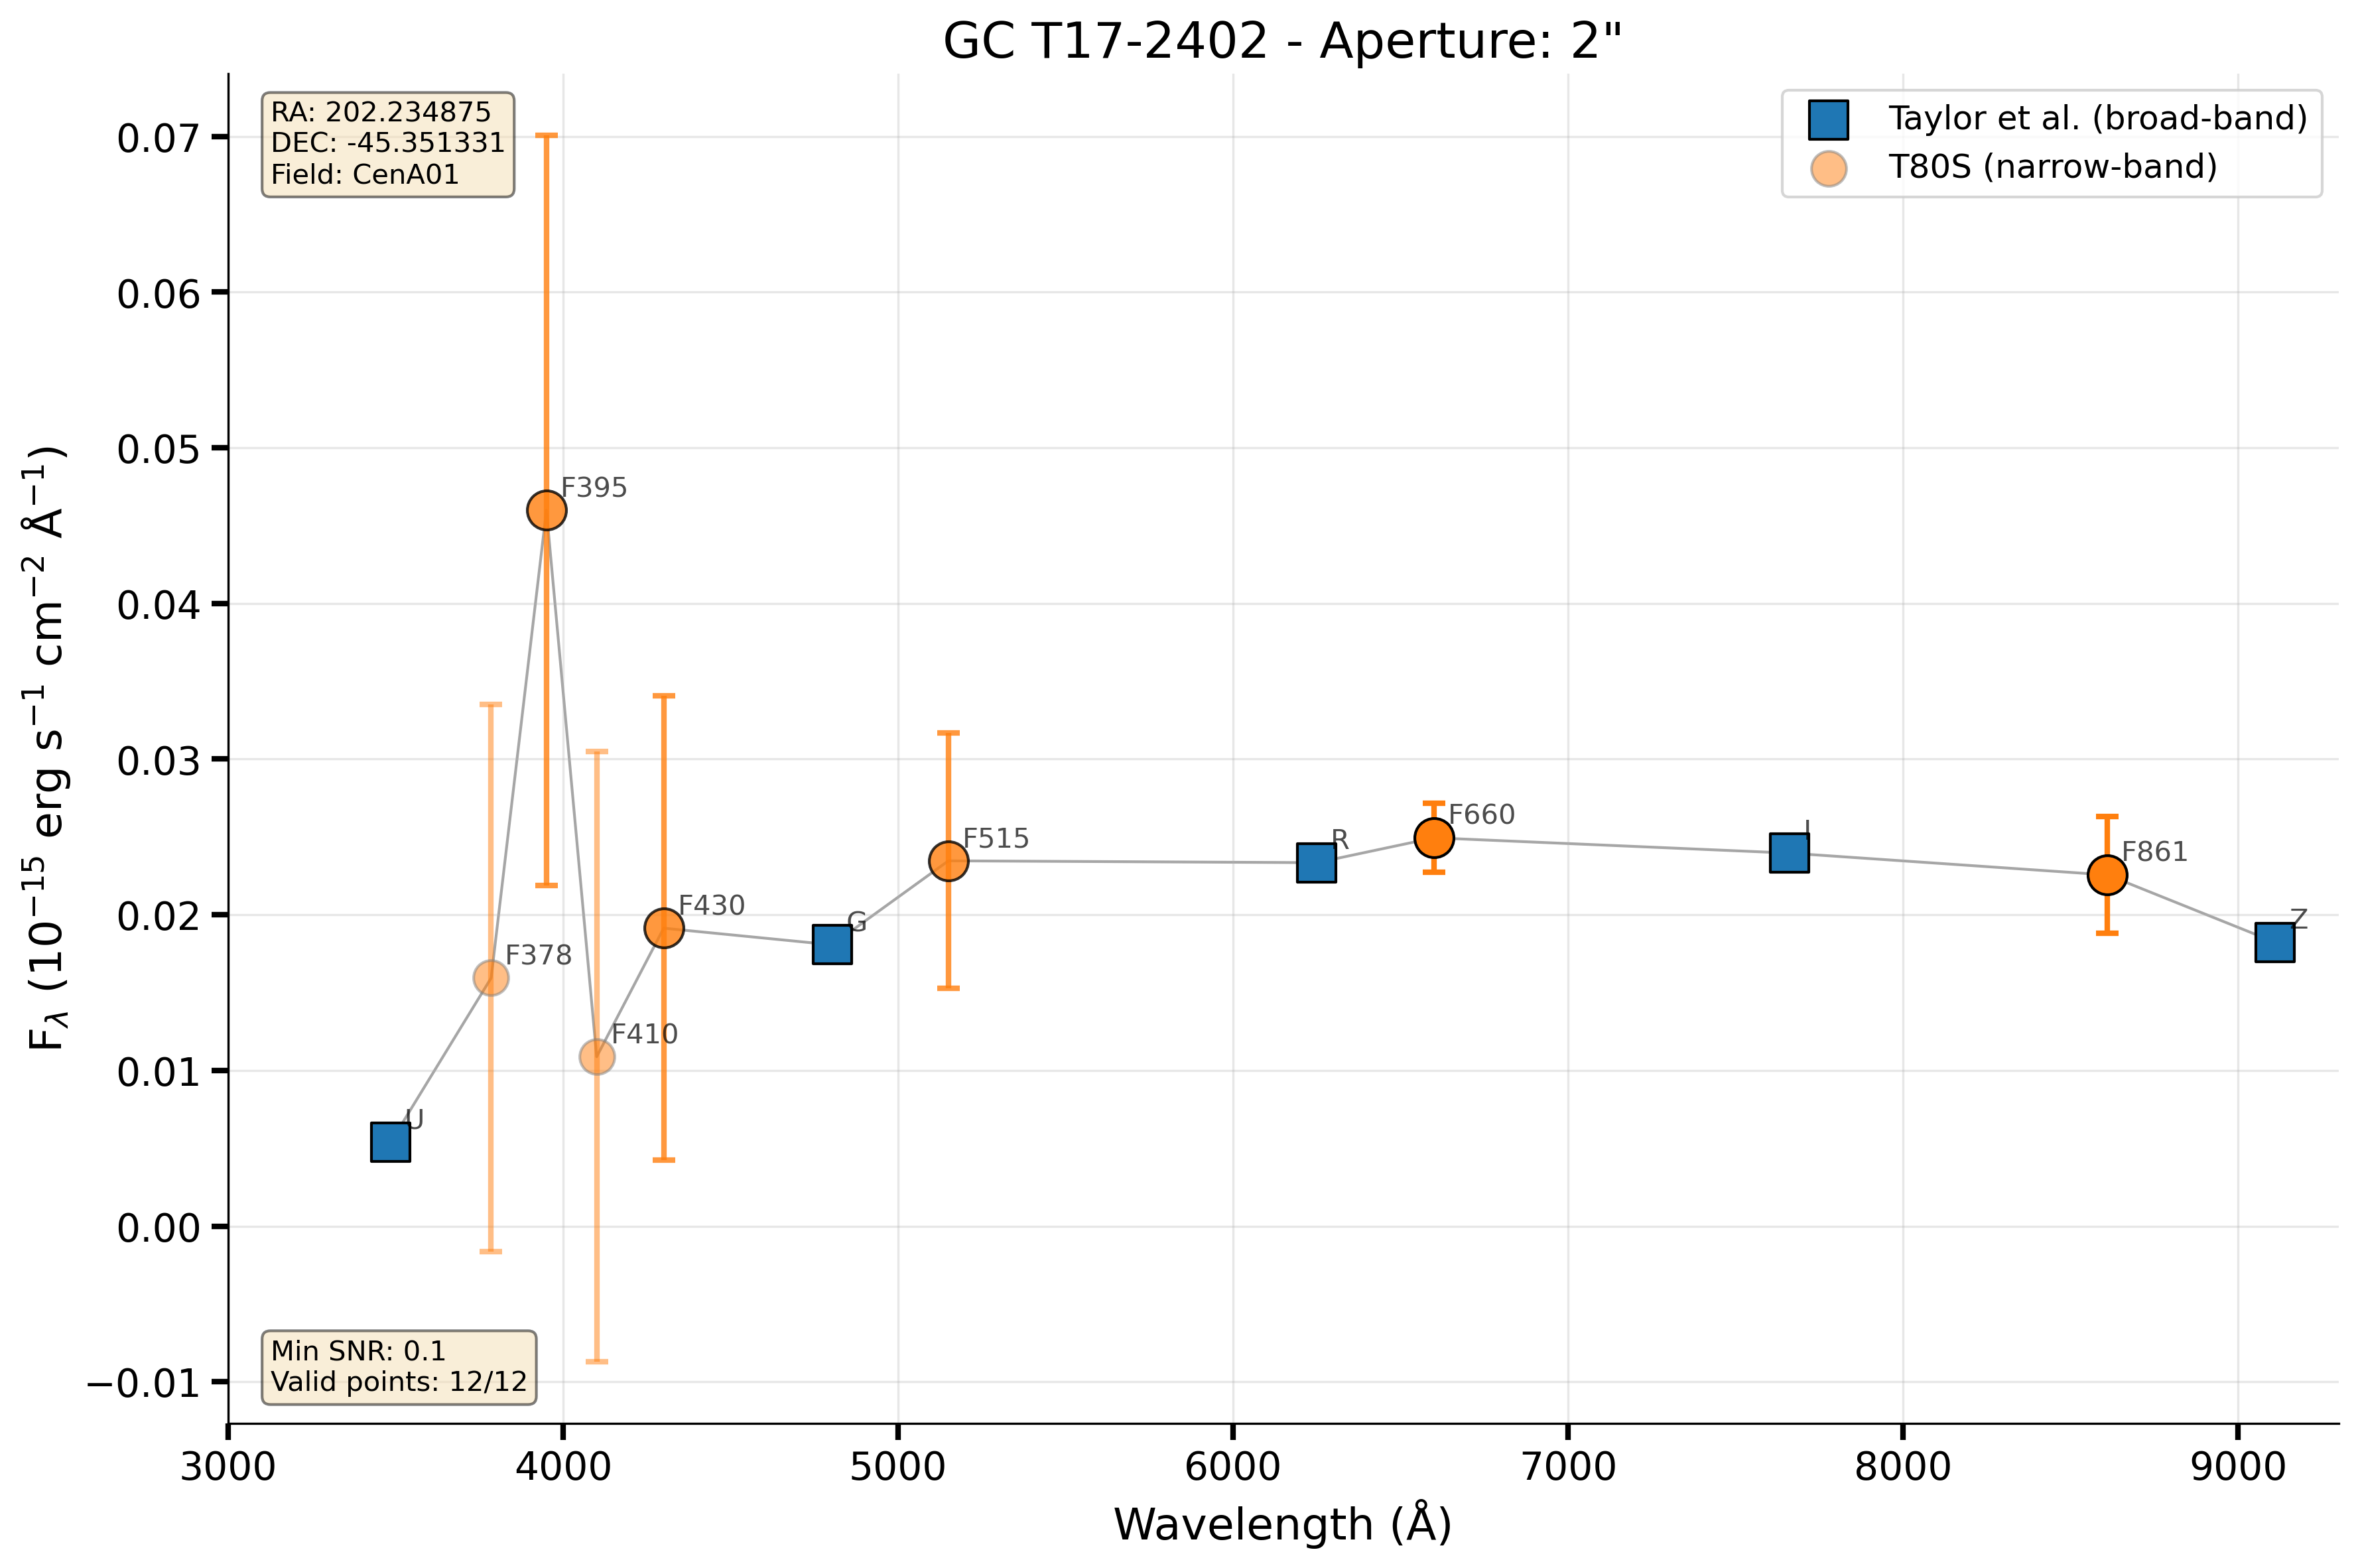 GC T17-2402 - Aperture: 2"
RA: 202.234875
DEC: -45.351331
Field: CenA01
Taylor et al. (broad-band)
T80S (narrow-band)
0.07
0.06
0.05
0.04
0.03
0.02
0.01
0.00
−0.01
F_λ (10⁻¹⁵ erg s⁻¹ cm⁻² Å⁻¹)
F395
F378
F410
F430
U
G
F515
R
F660
I
F861
Z
Min SNR: 0.1
Valid points: 12/12
3000 4000 5000 6000 7000 8000 9000
Wavelength (Å)